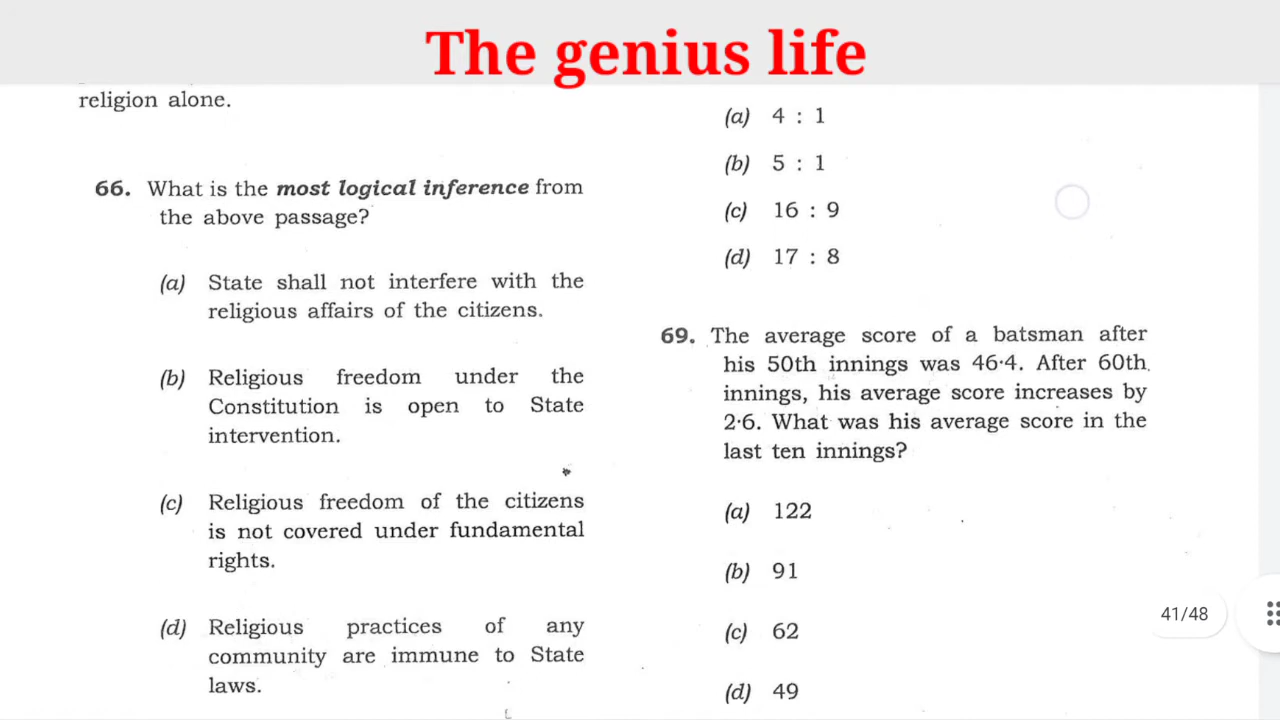 The genius life
religion alone.
66. What is the most logical inference from
the above passage?
(a) State shall not interfere with the
religious affairs of the citizens.
(b) Religious freedom under the
Constitution is open to State
intervention.
(c) Religious freedom of the citizens
is not covered under fundamental
rights.
(d) Religious practices of any
community are immune to State
laws.
(a) 4 : 1
(b) 5 : 1
(c) 16 : 9
(d) 17 : 8
69. The average score of a batsman after
his 50th innings was 46·4. After 60th
innings, his average score increases by
2·6. What was his average score in the
last ten innings?
(a) 122
(b) 91
(c) 62
(d) 49
41/48